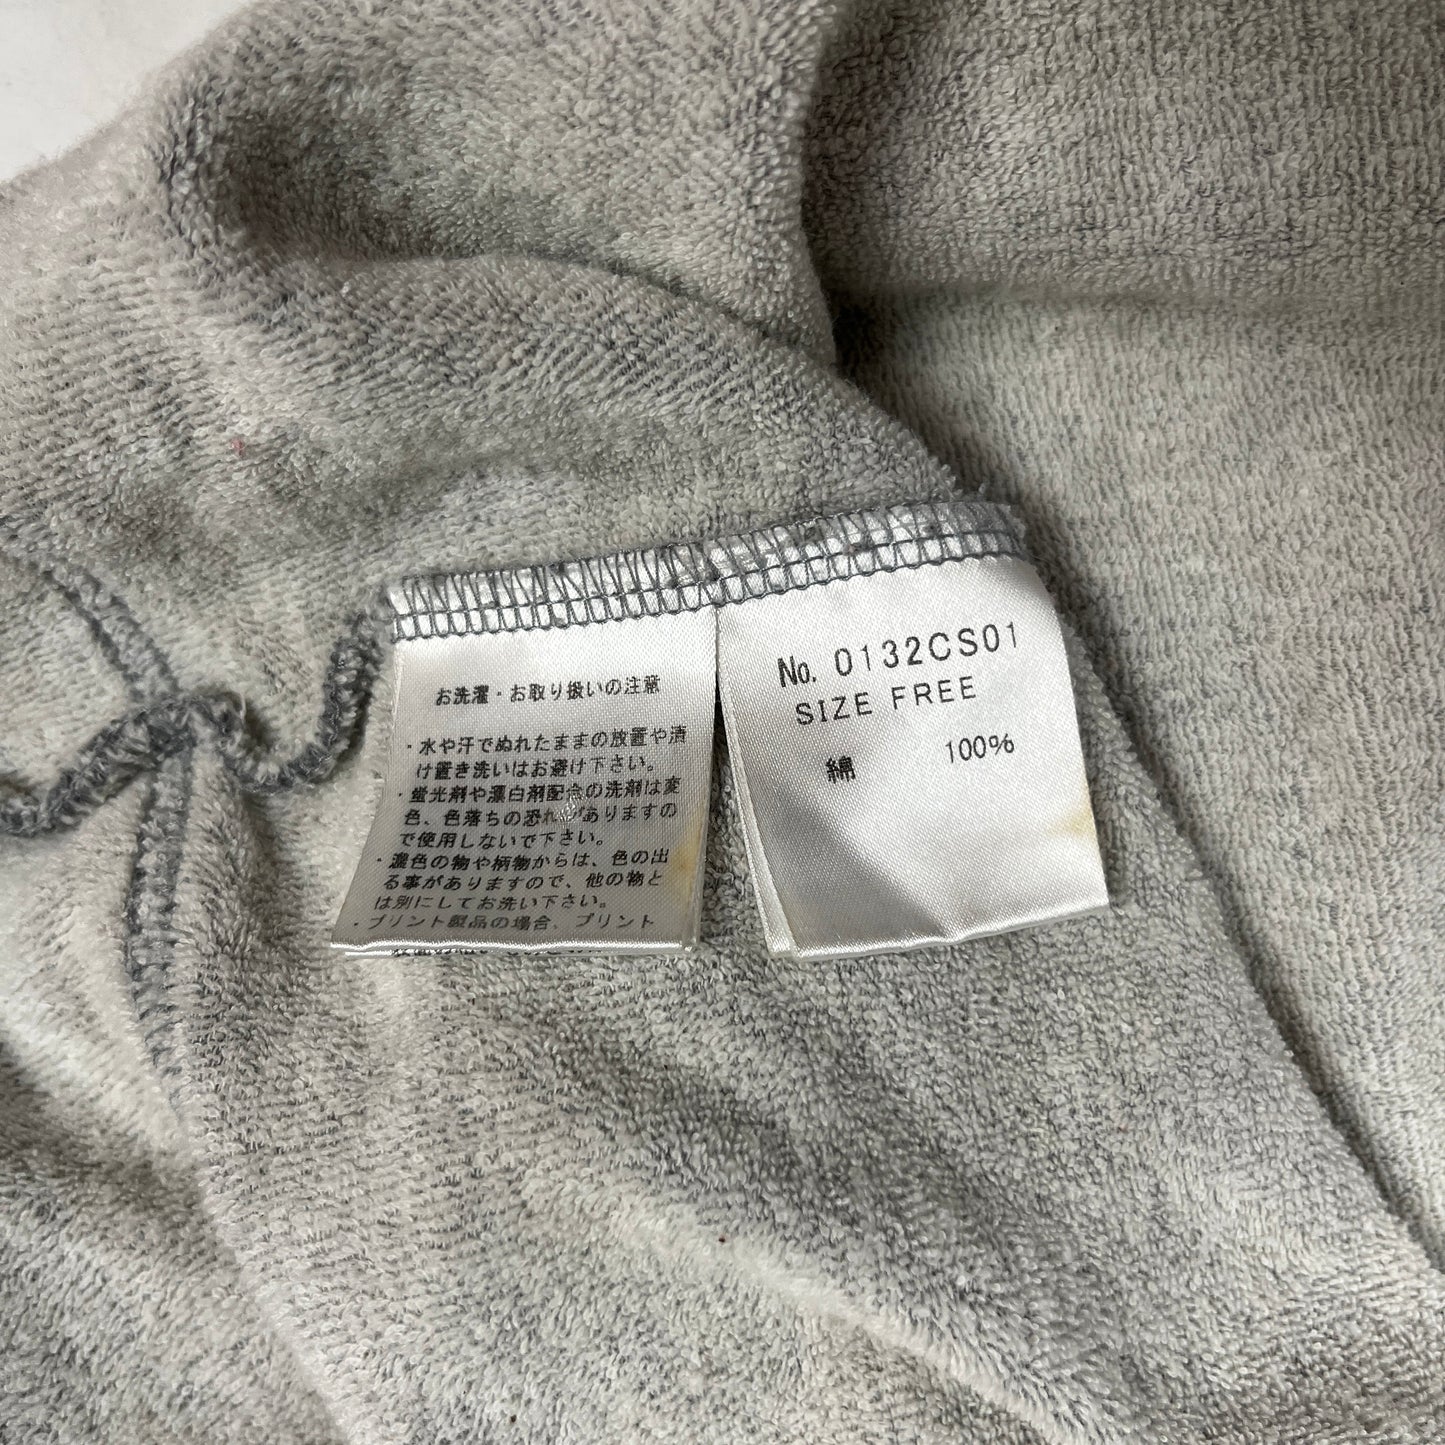 お洗濯・お取り扱いの注意
・水や汗でぬれたままの放置や漬
け置き洗いはお避け下さい。
・蛍光剤や漂白剤配合の洗剤は変
色、色落ちの恐れがありますの
で使用しないで下さい。
・濃色の物や柄物からは、色の出
る事がありますので、他の物と
は別にしてお洗い下さい。
・プリント製品の場合、プリント
No. 0132CS01
SIZE FREE
綿 100%